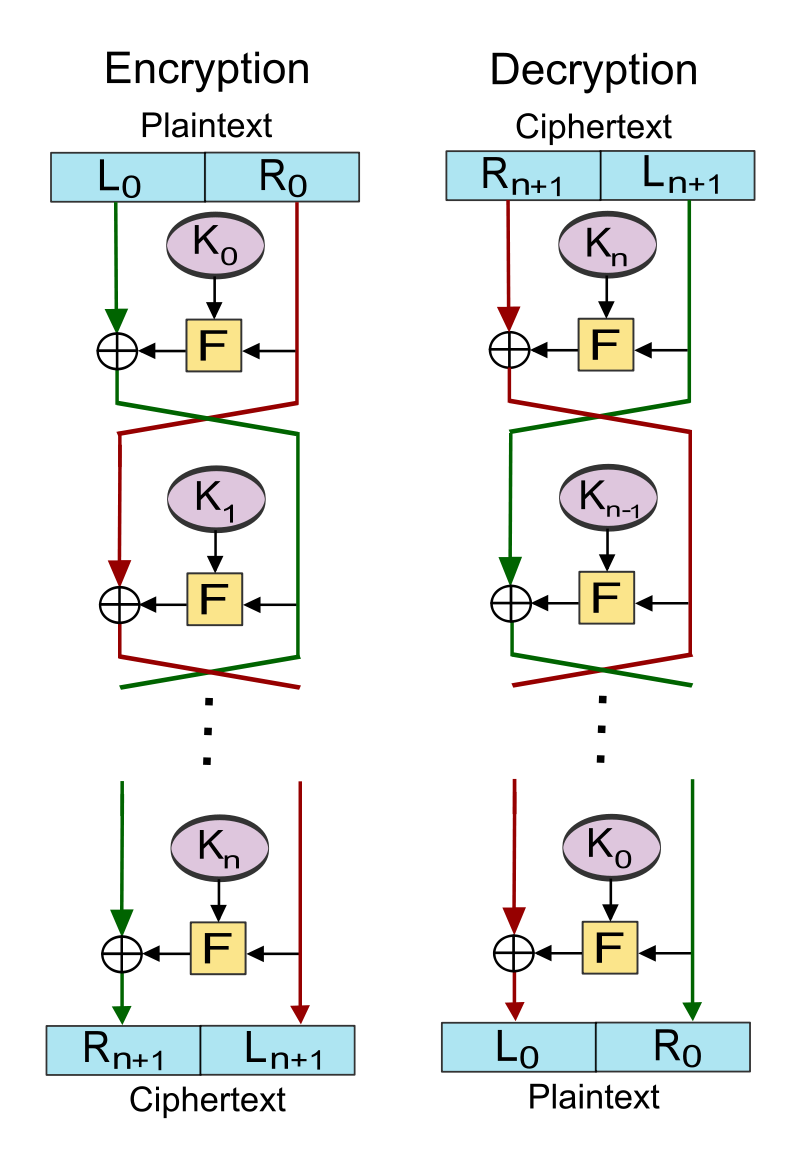 Encryption
Plaintext
L0 R0
K0
F
K1
F
Kn
F
Rn+1 Ln+1
Ciphertext
Decryption
Ciphertext
Rn+1 Ln+1
Kn
F
Kn-1
F
K0
F
L0 R0
Plaintext